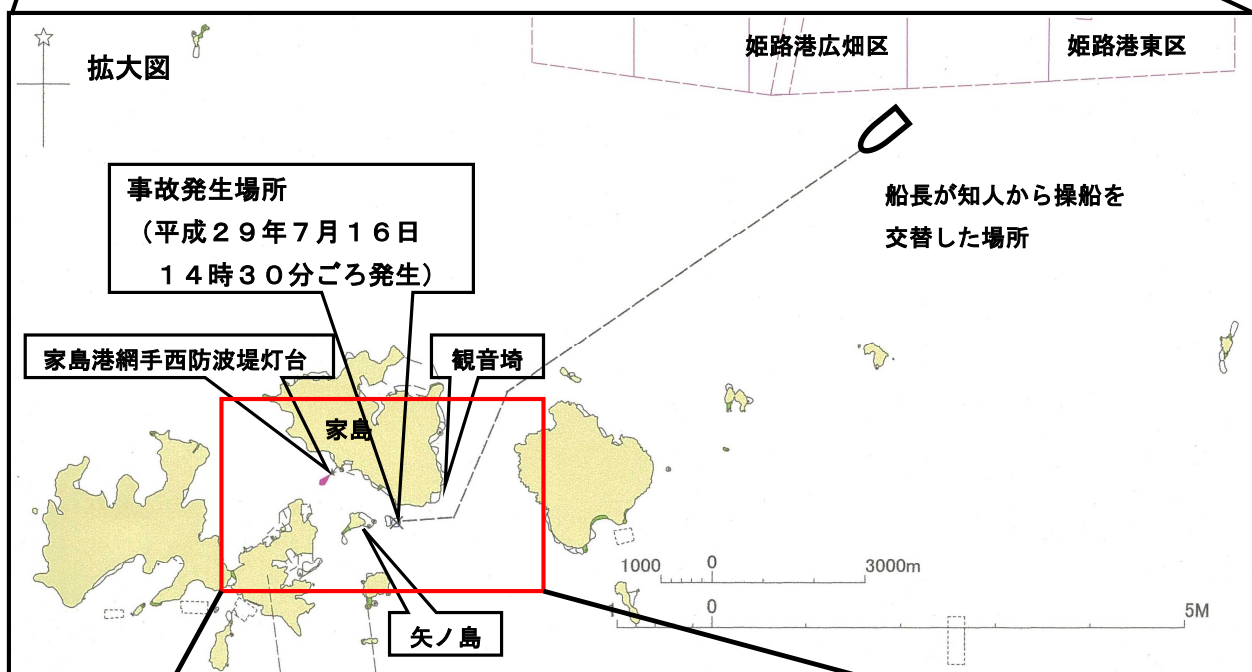 拡大図
姫路港広畑区
姫路港東区
船長が知人から操船を
交替した場所
事故発生場所
（平成２９年７月１６日
１４時３０分ごろ発生）
家島港網手西防波堤灯台
観音埼
家島
矢ノ島
1000 0 3000m
1 0 5M